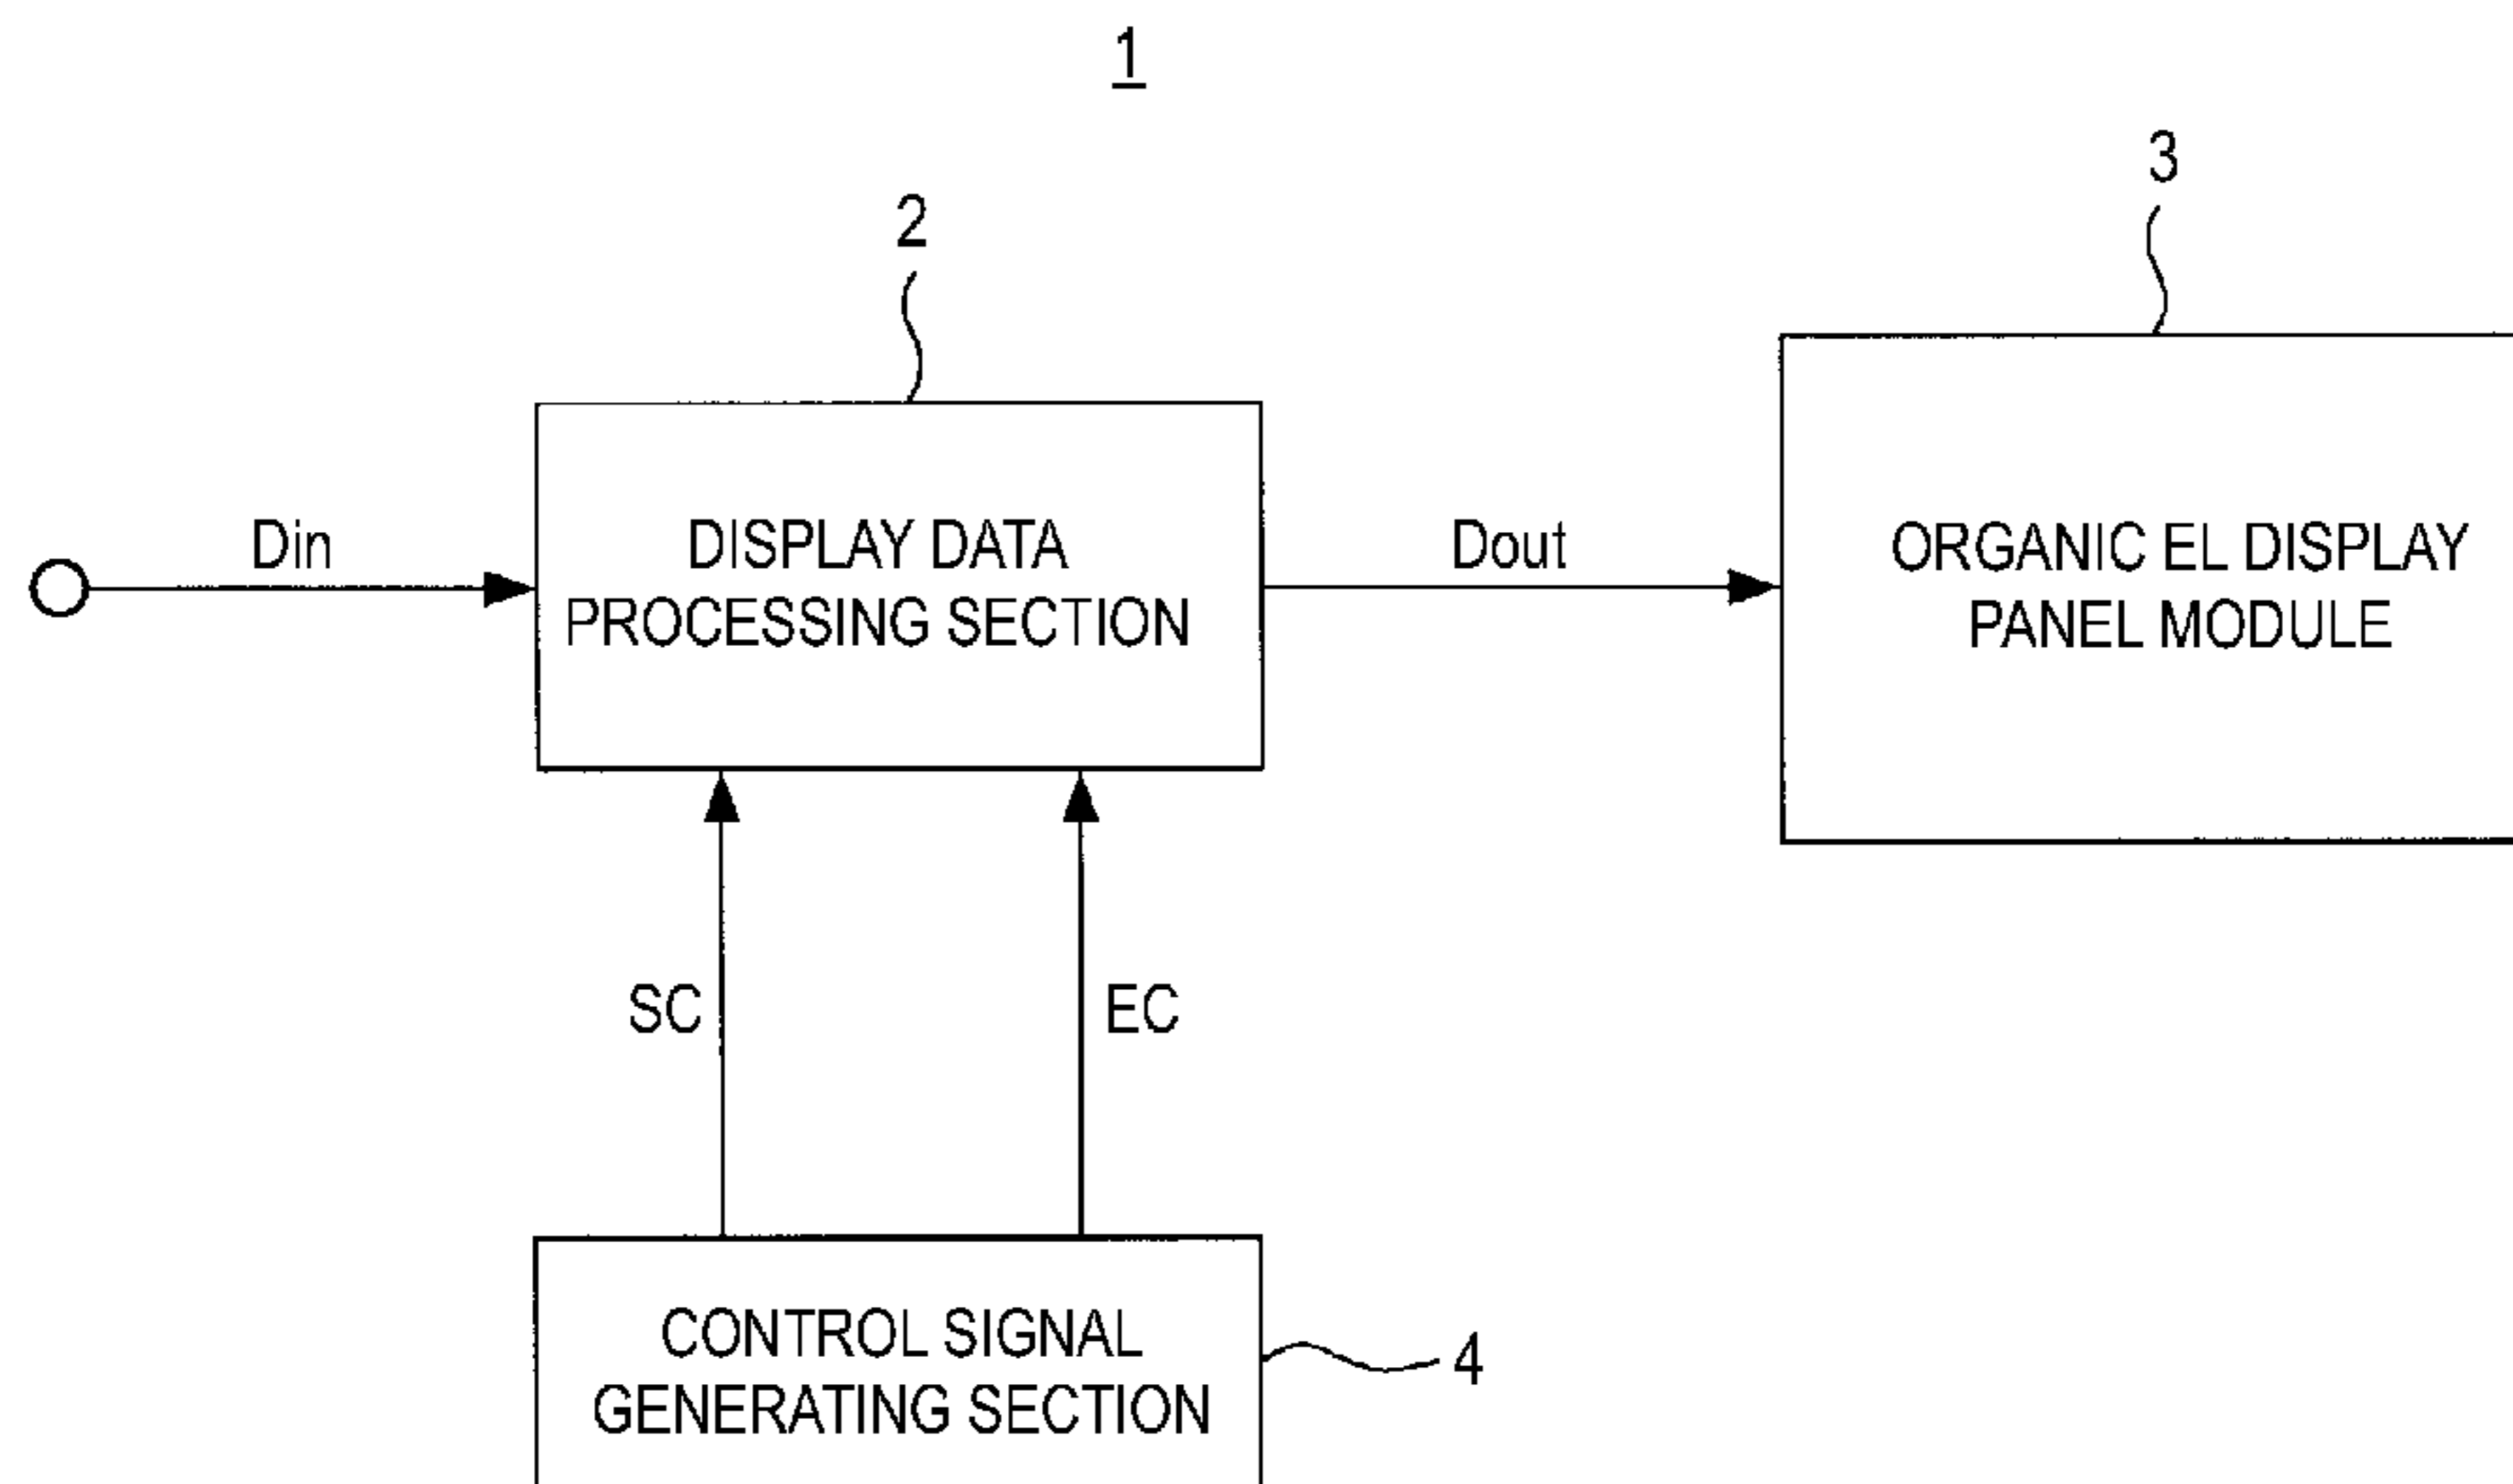 1
3
2
Din
DISPLAY DATA
PROCESSING SECTION
Dout
ORGANIC EL DISPLAY
PANEL MODULE
SC
EC
CONTROL SIGNAL
GENERATING SECTION
4